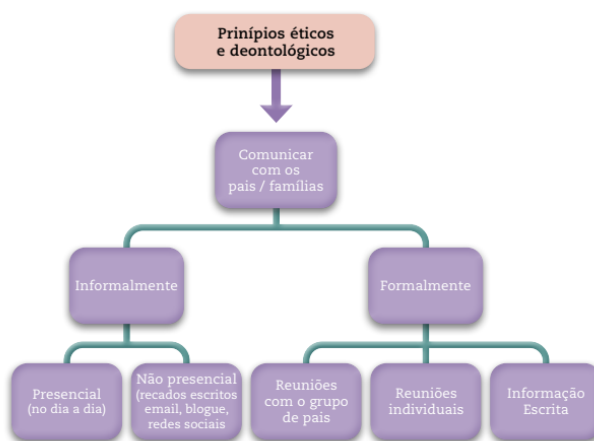 Prinípios éticos
e deontológicos
Comunicar
com os
pais / famílias
Informalmente
Formalmente
Presencial
(no dia a dia)
Não presencial
(recados escritos
email, blogue,
redes sociais
Reuniões
com o grupo
de pais
Reuniões
individuais
Informação
Escrita